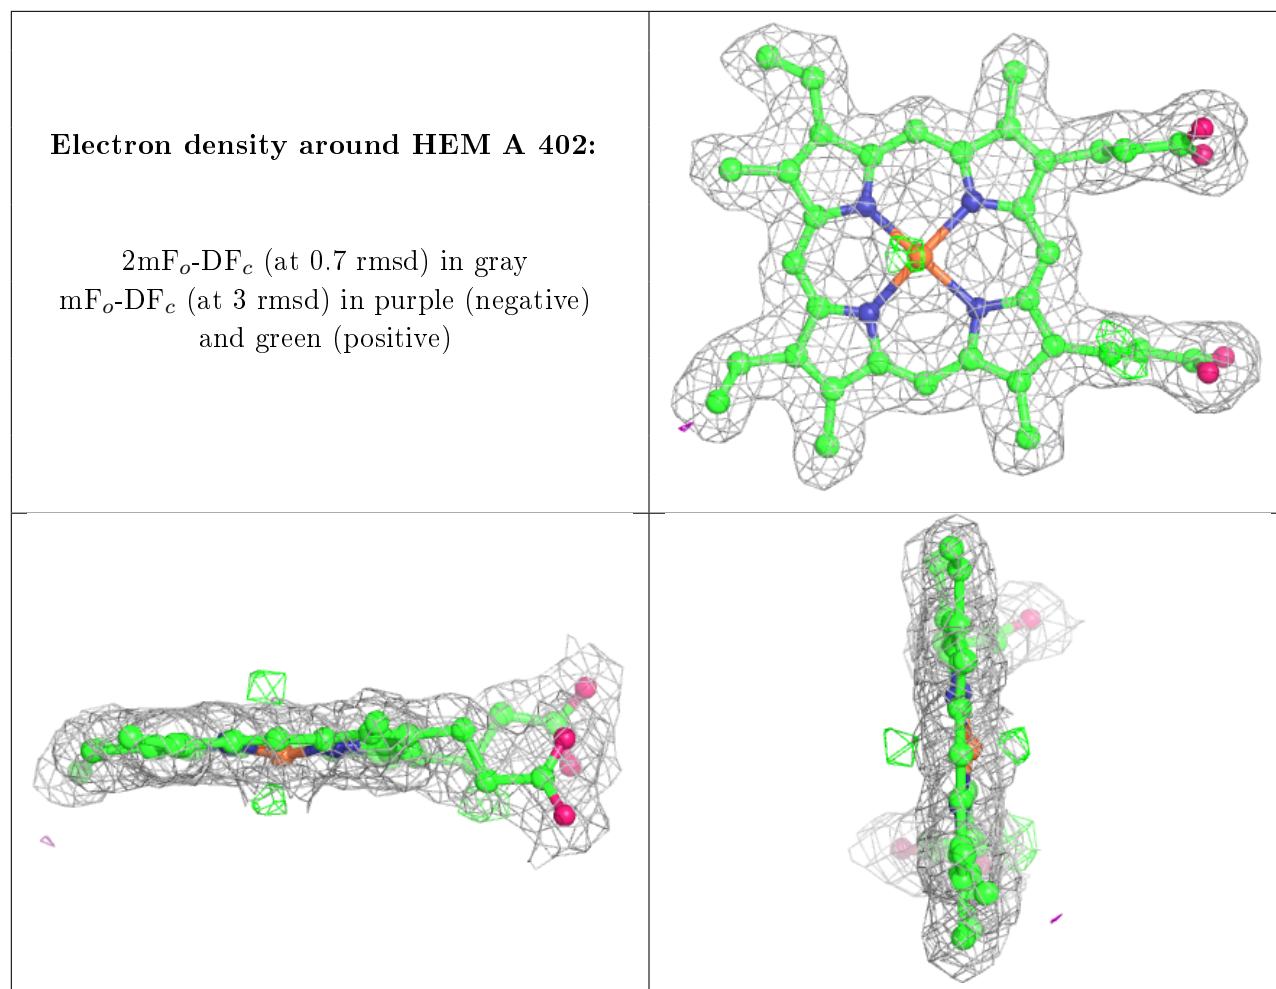 Electron density around HEM A 402:
2mFo-DFc (at 0.7 rmsd) in gray
mFo-DFc (at 3 rmsd) in purple (negative)
and green (positive)